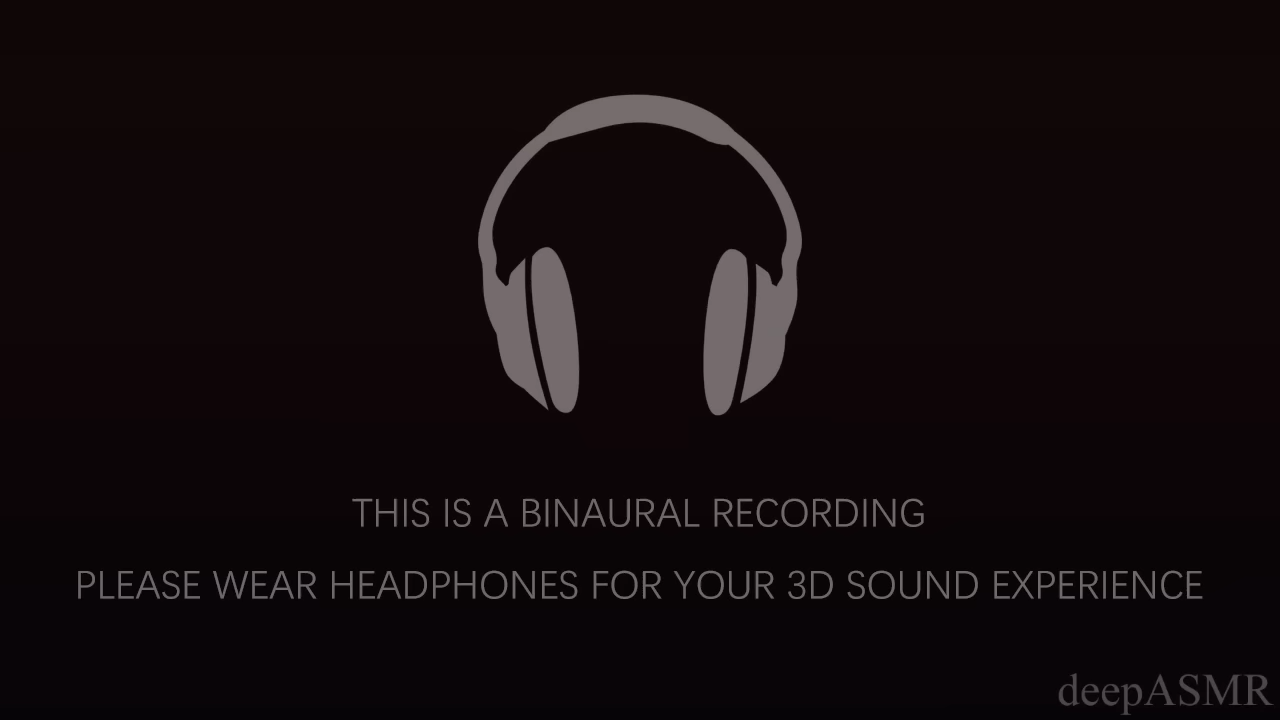 THIS IS A BINAURAL RECORDING
PLEASE WEAR HEADPHONES FOR YOUR 3D SOUND EXPERIENCE
deepASMR